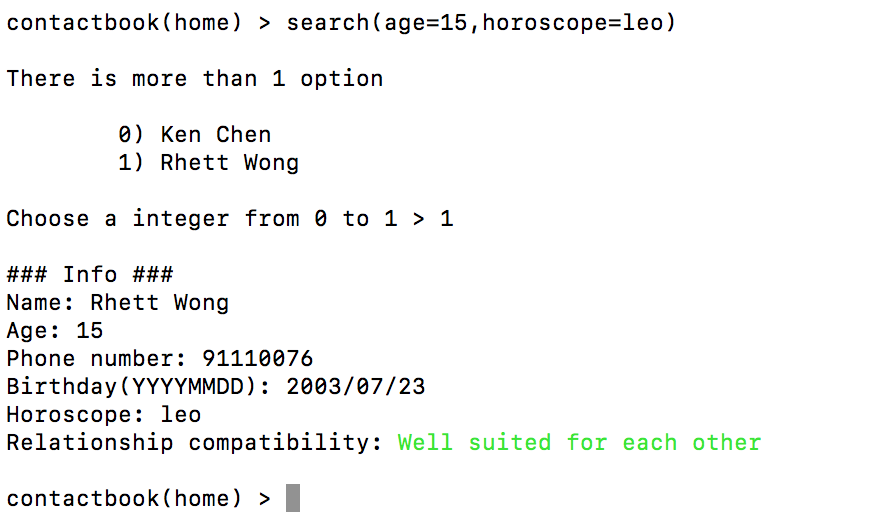 contactbook(home) > search(age=15,horoscope=leo)
There is more than 1 option
0) Ken Chen
1) Rhett Wong
Choose a integer from 0 to 1 > 1
### Info ###
Name: Rhett Wong
Age: 15
Phone number: 91110076
Birthday(YYYYMMDD): 2003/07/23
Horoscope: leo
Relationship compatibility: Well suited for each other
contactbook(home) >